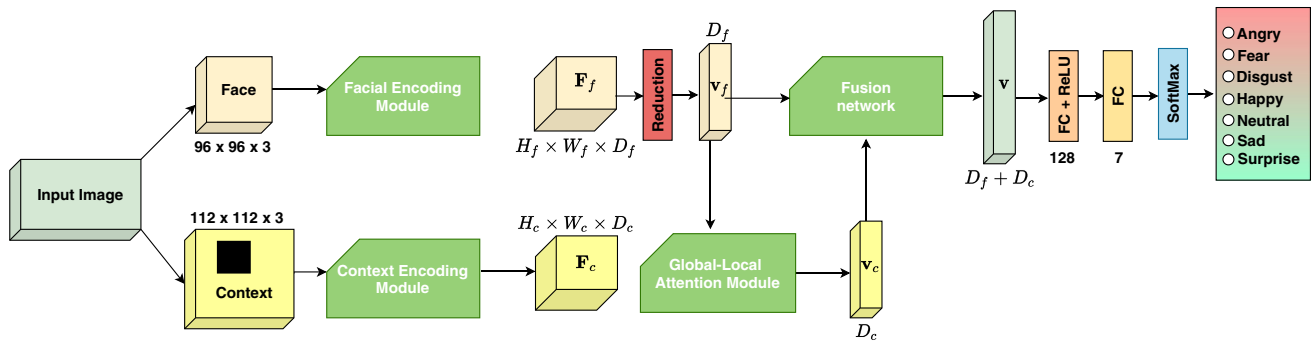 Input Image
Face
96 x 96 x 3
112 x 112 x 3
Context
Facial Encoding
Module
Context Encoding
Module
𝐅_f
H_f × W_f × D_f
H_c × W_c × D_c
𝐅_c
Reduction
D_f
𝐯_f
Global-Local
Attention Module
𝐯_c
D_c
Fusion
network
𝐯
D_f + D_c
FC + ReLU
128
FC
7
SoftMax
Angry
Fear
Disgust
Happy
Neutral
Sad
Surprise